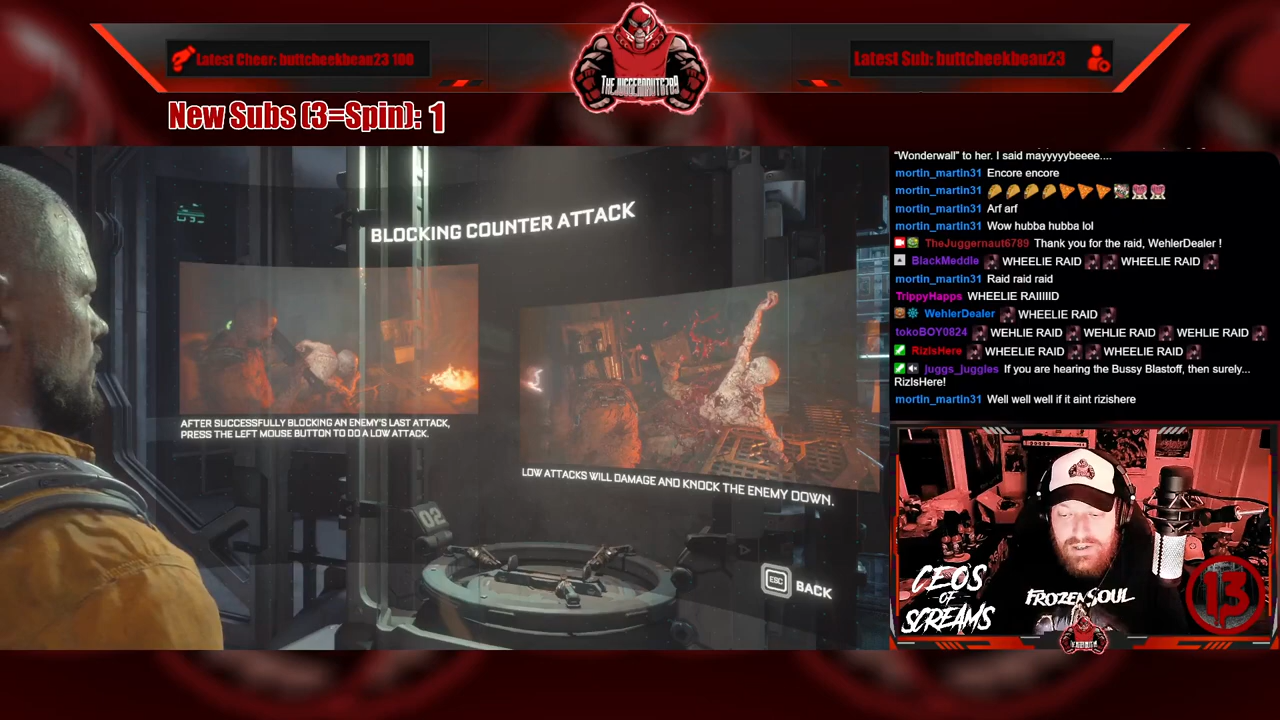 Latest Cheer: buttcheekbeau23 100
THEJUGGERNAUT6789
Latest Sub: buttcheekbeau23
New Subs (3=Spin): 1
BLOCKING COUNTER ATTACK
AFTER SUCCESSFULLY BLOCKING AN ENEMY'S LAST ATTACK,
PRESS THE LEFT MOUSE BUTTON TO DO A LOW ATTACK.
LOW ATTACKS WILL DAMAGE AND KNOCK THE ENEMY DOWN.
02
ESC BACK
"Wonderwall" to her. I said mayyyyybeeee....
mortin_martin31 Encore encore
mortin_martin31
mortin_martin31 Arf arf
mortin_martin31 Wow hubba hubba lol
TheJuggernaut6789 Thank you for the raid, WehlerDealer !
BlackMeddle WHEELIE RAID WHEELIE RAID
mortin_martin31 Raid raid raid
TrippyHapps WHEELIE RAIIIIID
WehlerDealer WHEELIE RAID
tokoBOY0824 WEHLIE RAID WEHLIE RAID WEHLIE RAID
RizIsHere WHEELIE RAID WHEELIE RAID
juggs_juggles If you are hearing the Bussy Blastoff, then surely...
RizIsHere!
mortin_martin31 Well well well if it aint rizishere
CEO'S
OF
SCREAMS
FROZEN SOUL
13